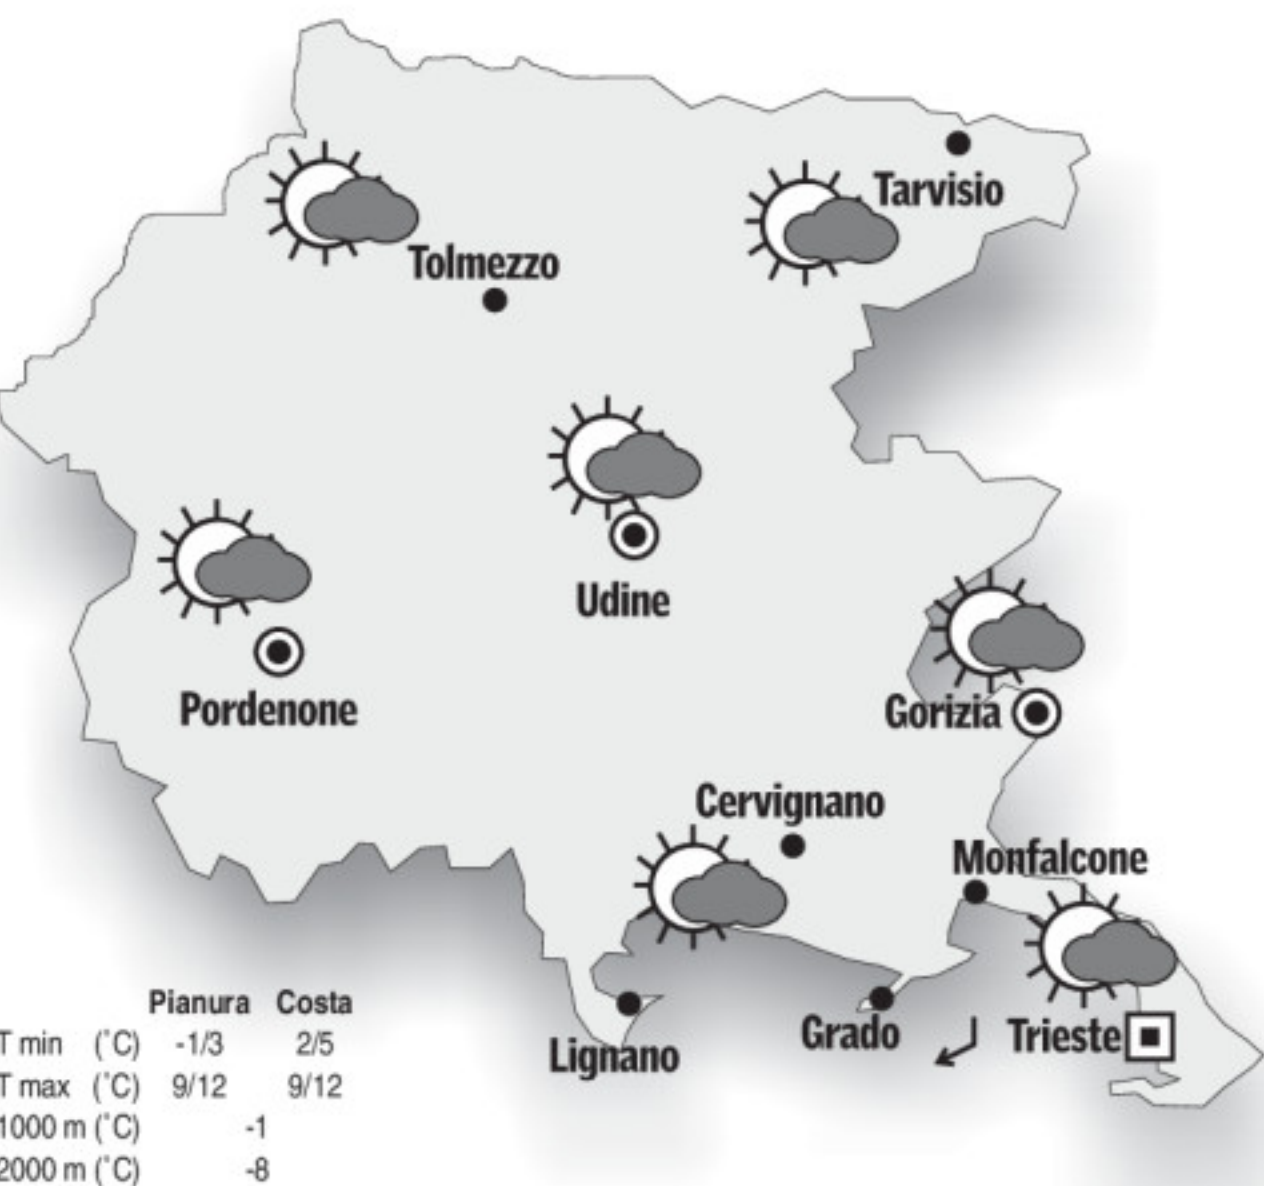 Tarvisio
Tolmezzo
Udine
Pordenone
Gorizia
Cervignano
Monfalcone
Grado
Trieste
Lignano
Pianura Costa
T min (°C) -1/3 2/5
T max (°C) 9/12 9/12
1000 m (°C) -1
2000 m (°C) -8